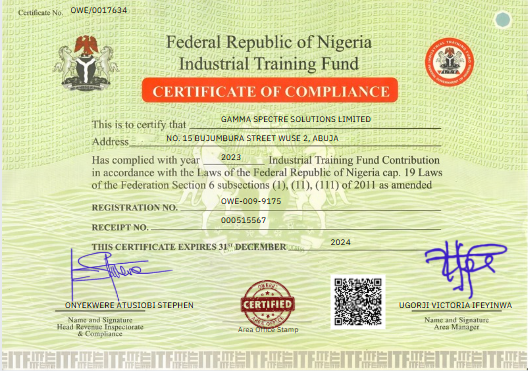 Certificate No. OWE/0017634
Federal Republic of Nigeria
Industrial Training Fund
CERTIFICATE OF COMPLIANCE
This is to certify that GAMMA SPECTRE SOLUTIONS LIMITED
Address NO. 15 BUJUMBURA STREET WUSE 2, ABUJA
Has complied with year 2023 Industrial Training Fund Contribution
in accordance with the Laws of the Federal Republic of Nigeria cap. 19 Laws
of the Federation Section 6 subsections (1), (11), (111) of 2011 as amended
REGISTRATION NO. OWE-009-9175
RECEIPT NO. 000515567
THIS CERTIFICATE EXPIRES 31ˢᵗ DECEMBER 2024
ONYEKWERE ATUSIOBI STEPHEN
Name and Signature
Head Revenue Inspectorate
& Compliance
CERTIFIED
Area Office Stamp
UGORJI VICTORIA IFEYINWA
Name and Signature
Area Manager
ITF ITF ITF ITF ITF ITF ITF ITF ITF